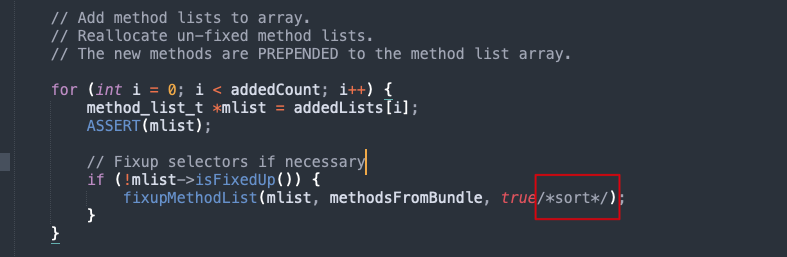 // Add method lists to array.
// Reallocate un-fixed method lists.
// The new methods are PREPENDED to the method list array.
for (int i = 0; i < addedCount; i++) {
method_list_t *mlist = addedLists[i];
ASSERT(mlist);
// Fixup selectors if necessary
if (!mlist->isFixedUp()) {
fixupMethodList(mlist, methodsFromBundle, true/*sort*/);
}
}